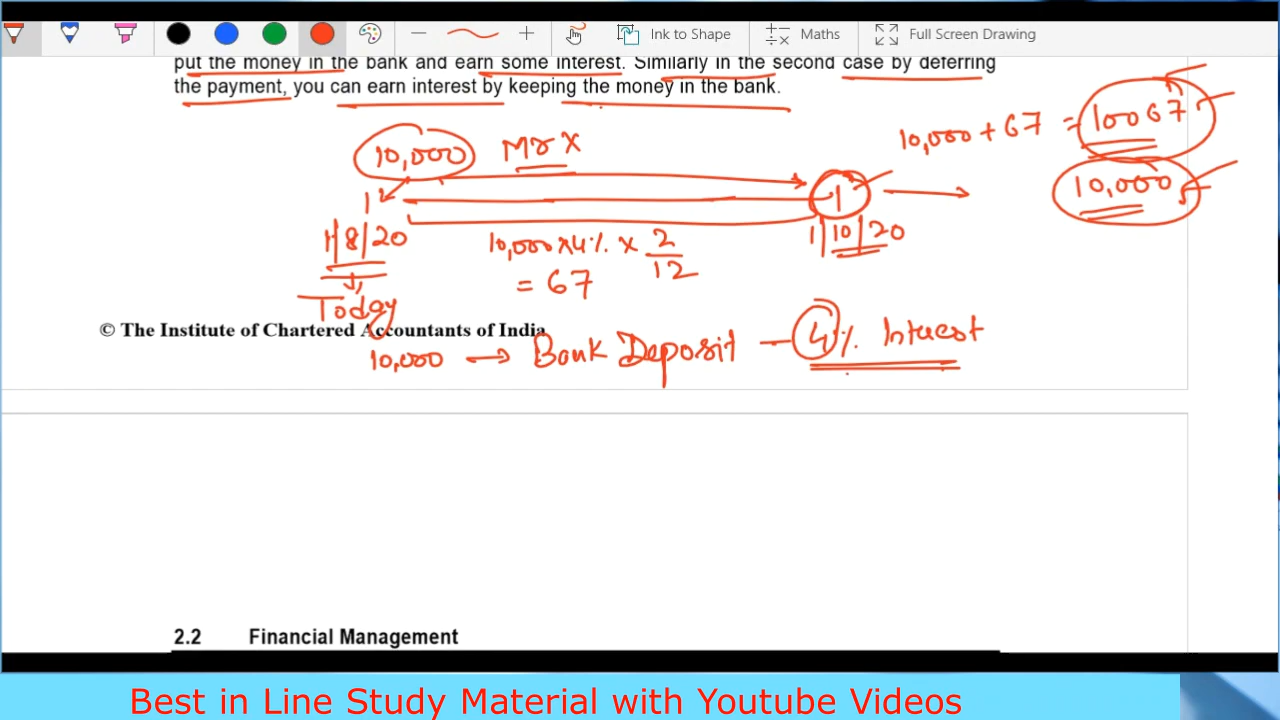 Ink to Shape Maths Full Screen Drawing
put the money in the bank and earn some interest. Similarly in the second case by deferring
the payment, you can earn interest by keeping the money in the bank.
10,000 Mr X 10,000 + 67 = 10067
10,000
1 1
1/8/20 10,000 x 4% x 2/12 1/10/20
= 67
Today
© The Institute of Chartered Accountants of India
10,000 → Bank Deposit – 4% Interest
2.2 Financial Management
Best in Line Study Material with Youtube Videos